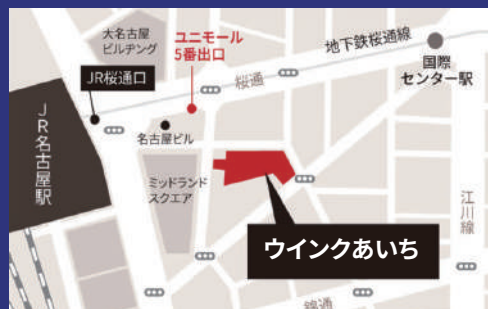 大名古屋
ビルヂング
ユニモール
5番出口
地下鉄桜通線
国際
センター駅
JR桜通口
桜通
JR名古屋駅
名古屋ビル
ミッドランド
スクエア
ウインクあいち
江川線
錦通